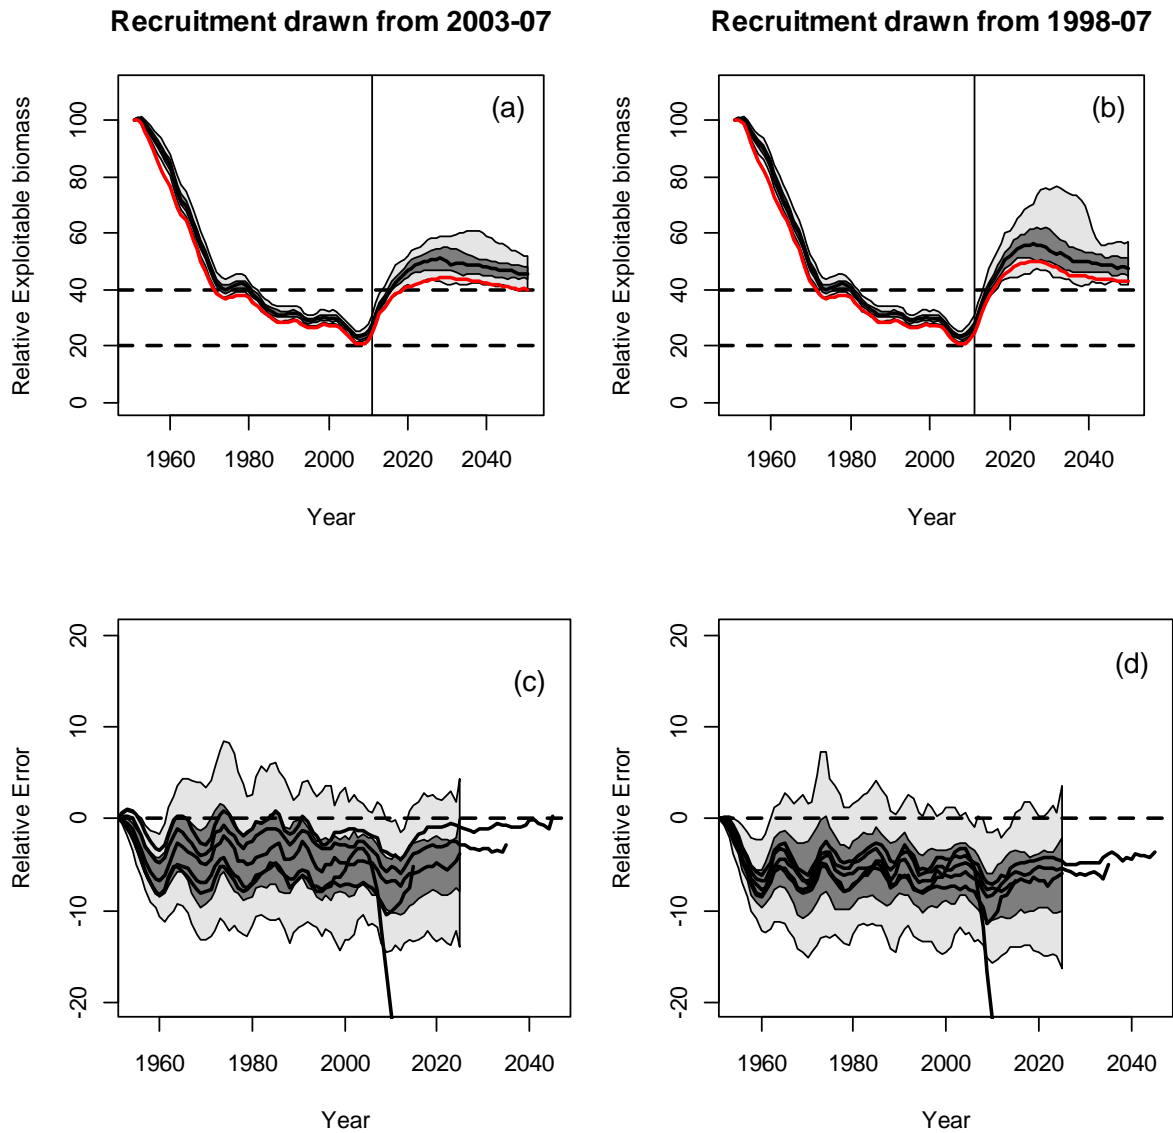 Recruitment drawn from 2003-07
Recruitment drawn from 1998-07
Relative Exploitable biomass
0 20 40 60 80 100
(a)
1960 1980 2000 2020 2040
Year
Relative Exploitable biomass
0 20 40 60 80 100
(b)
1960 1980 2000 2020 2040
Year
Relative Error
-20 -10 0 10 20
(c)
1960 1980 2000 2020 2040
Year
Relative Error
-20 -10 0 10 20
(d)
1960 1980 2000 2020 2040
Year